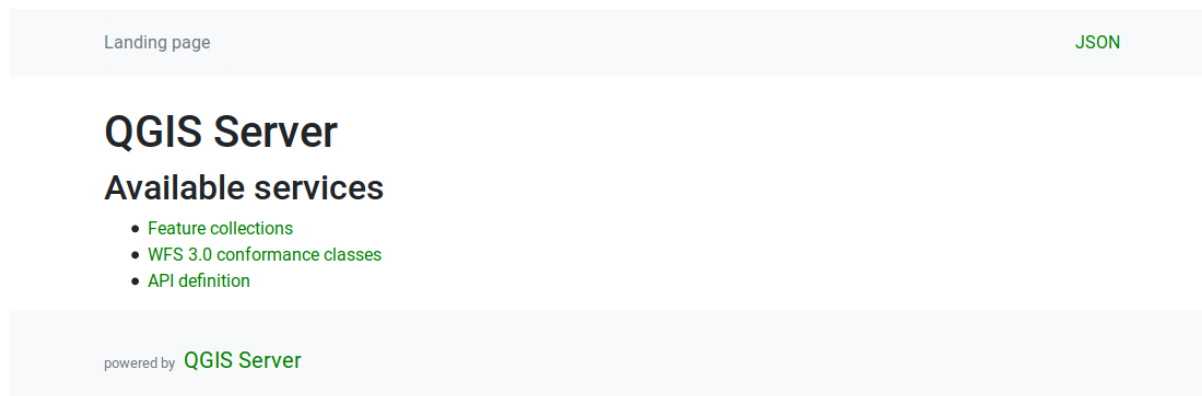 Landing page JSON
QGIS Server
Available services
Feature collections
WFS 3.0 conformance classes
API definition
powered by QGIS Server